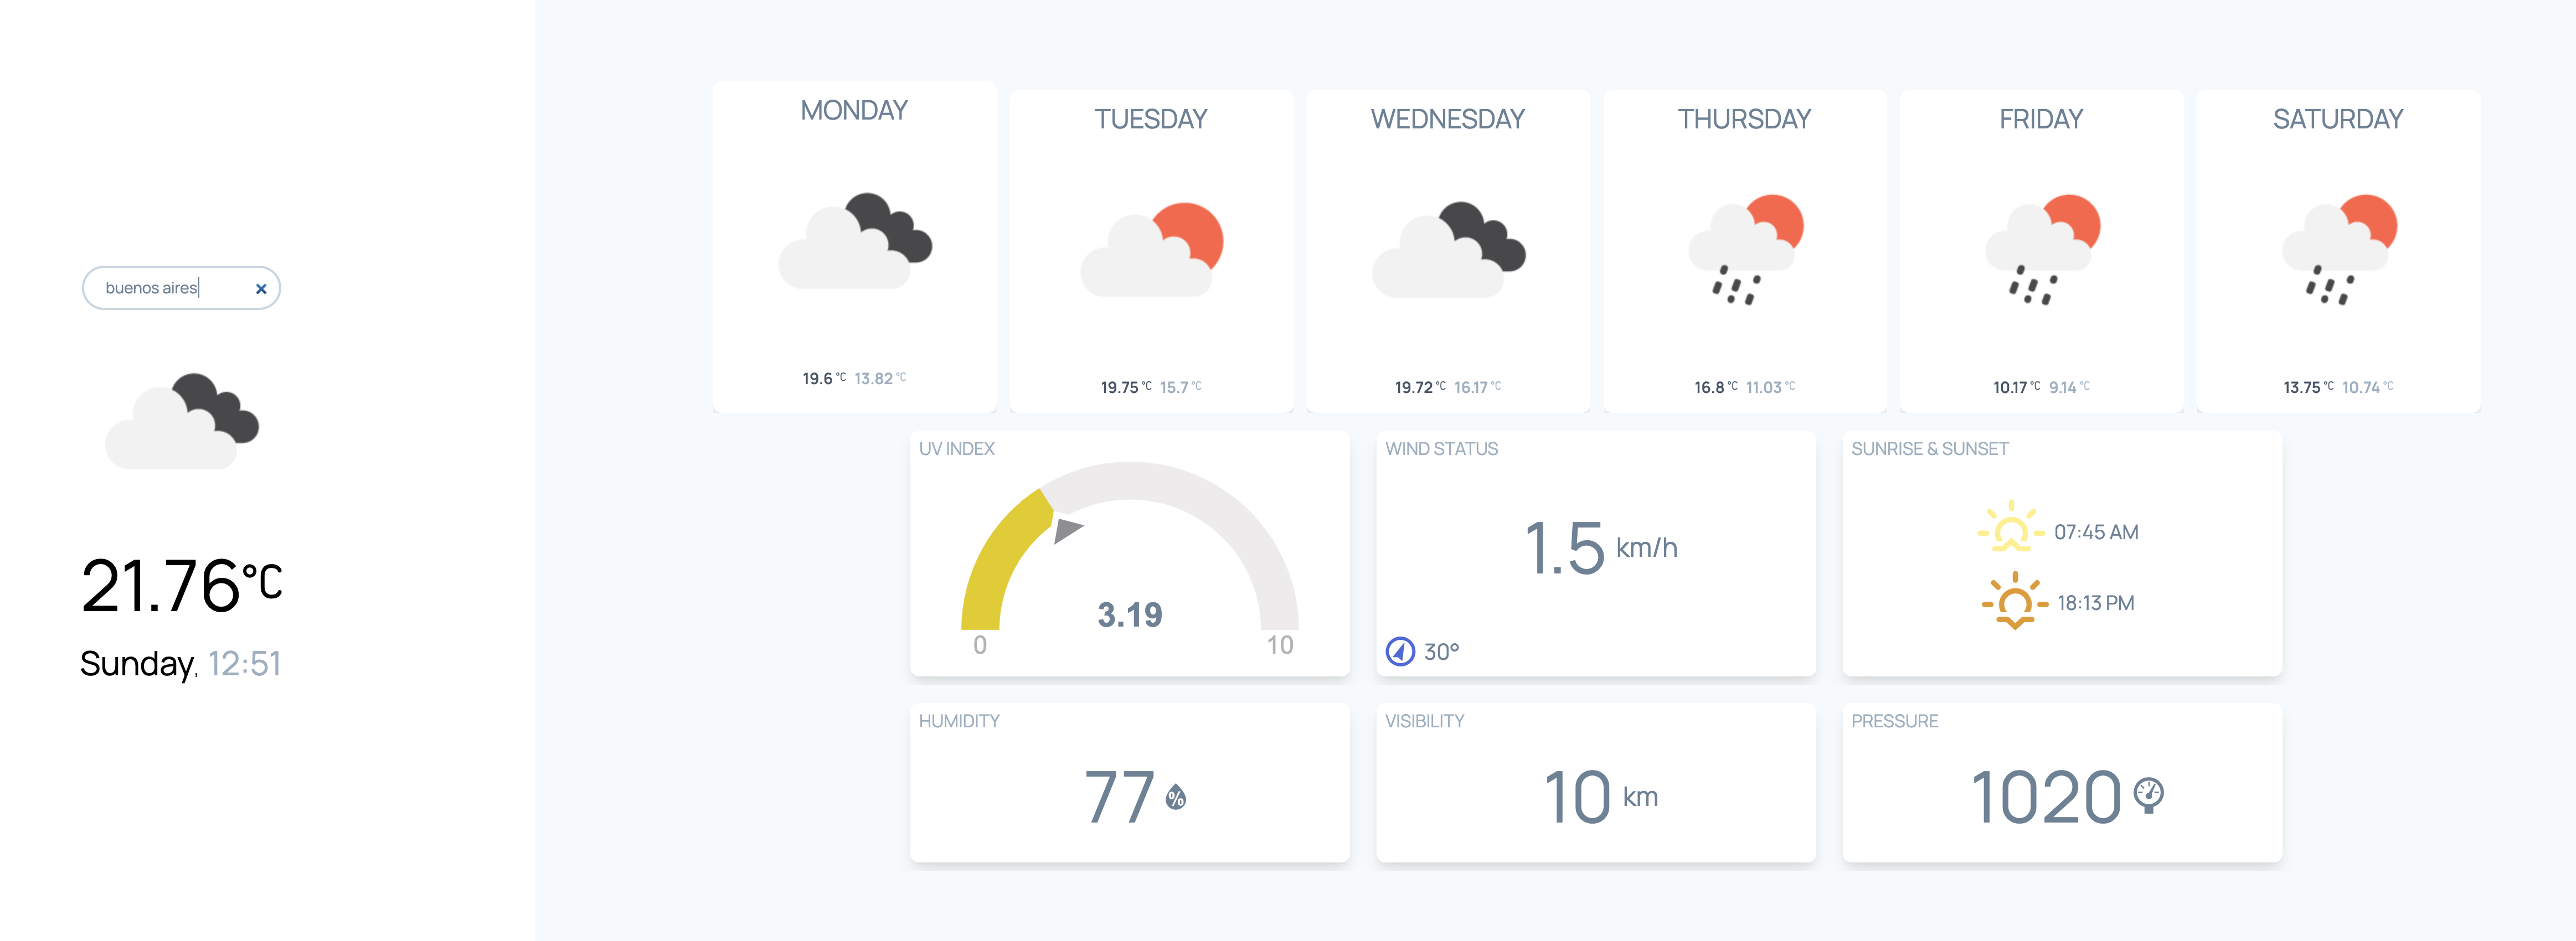 buenos aires
21.76°C
Sunday, 12:51
MONDAY
19.6 °C 13.82 °C
TUESDAY
19.75 °C 15.7 °C
WEDNESDAY
19.72 °C 16.17 °C
THURSDAY
16.8 °C 11.03 °C
FRIDAY
10.17 °C 9.14 °C
SATURDAY
13.75 °C 10.74 °C
UV INDEX
3.19
0 10
WIND STATUS
1.5 km/h
30°
SUNRISE & SUNSET
07:45 AM
18:13 PM
HUMIDITY
77 %
VISIBILITY
10 km
PRESSURE
1020